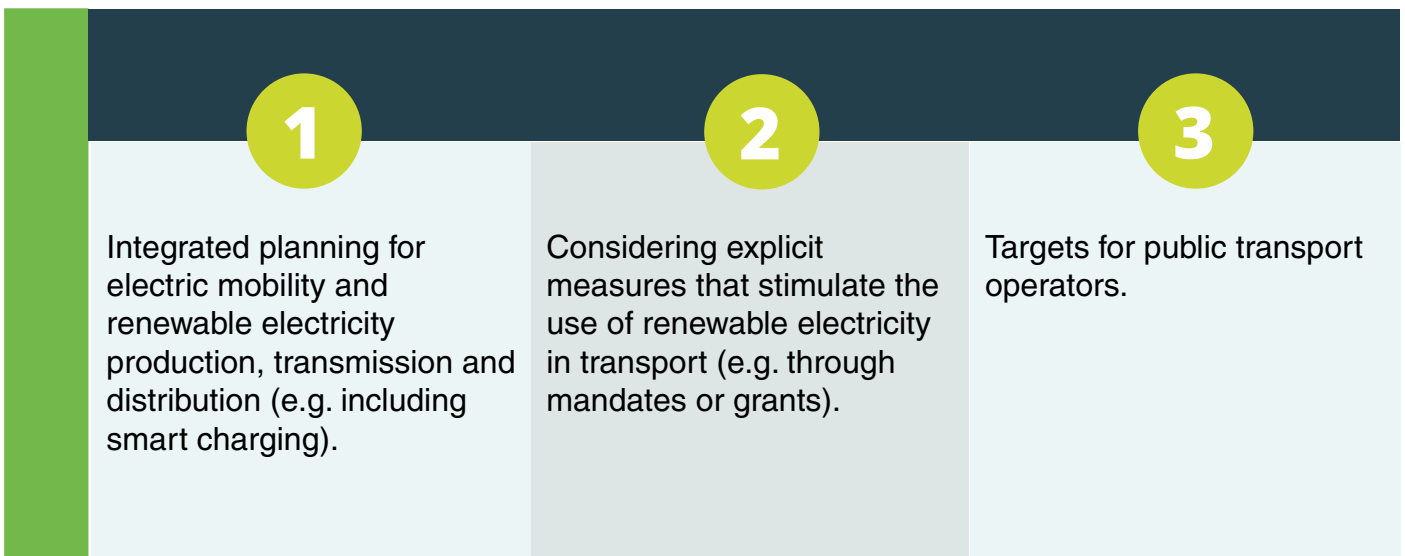 1
Integrated planning for
electric mobility and
renewable electricity
production, transmission and
distribution (e.g. including
smart charging).
2
Considering explicit
measures that stimulate the
use of renewable electricity
in transport (e.g. through
mandates or grants).
3
Targets for public transport
operators.